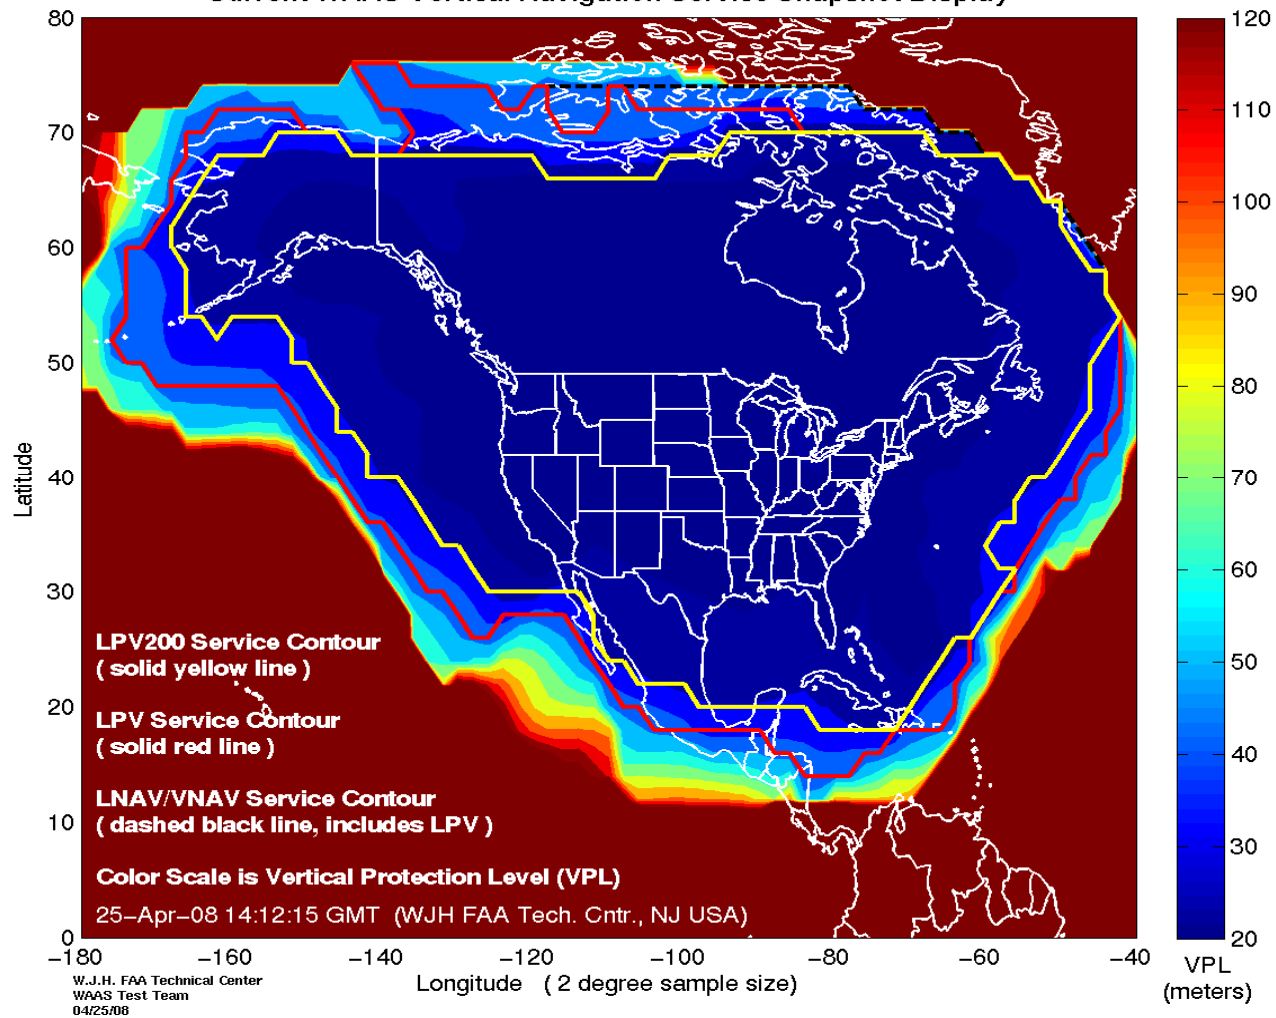 80
70
60
50
40
30
20
10
0
Latitude
LPV200 Service Contour
( solid yellow line )
LPV Service Contour
( solid red line )
LNAV/VNAV Service Contour
( dashed black line, includes LPV )
Color Scale is Vertical Protection Level (VPL)
25-Apr-08 14:12:15 GMT (WJH FAA Tech. Cntr., NJ USA)
-180 -160 -140 -120 -100 -80 -60 -40
Longitude ( 2 degree sample size)
120
110
100
90
80
70
60
50
40
30
20
VPL
(meters)
W.J.H. FAA Technical Center
WAAS Test Team
04/25/08